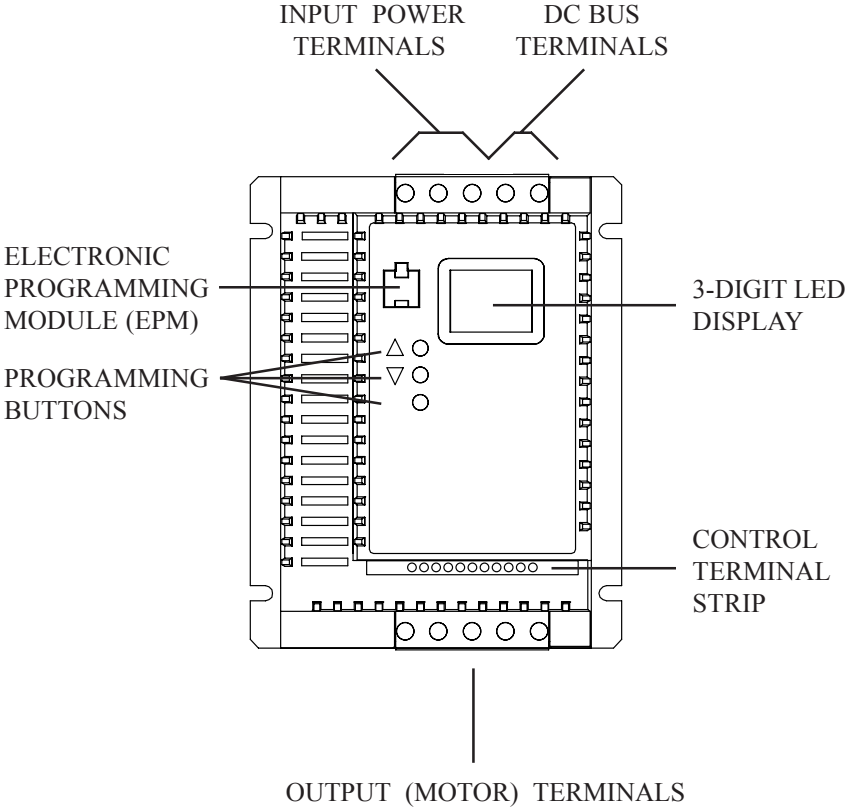 INPUT POWER
TERMINALS
DC BUS
TERMINALS
ELECTRONIC
PROGRAMMING
MODULE (EPM)
3-DIGIT LED
DISPLAY
PROGRAMMING
BUTTONS
CONTROL
TERMINAL
STRIP
OUTPUT (MOTOR) TERMINALS